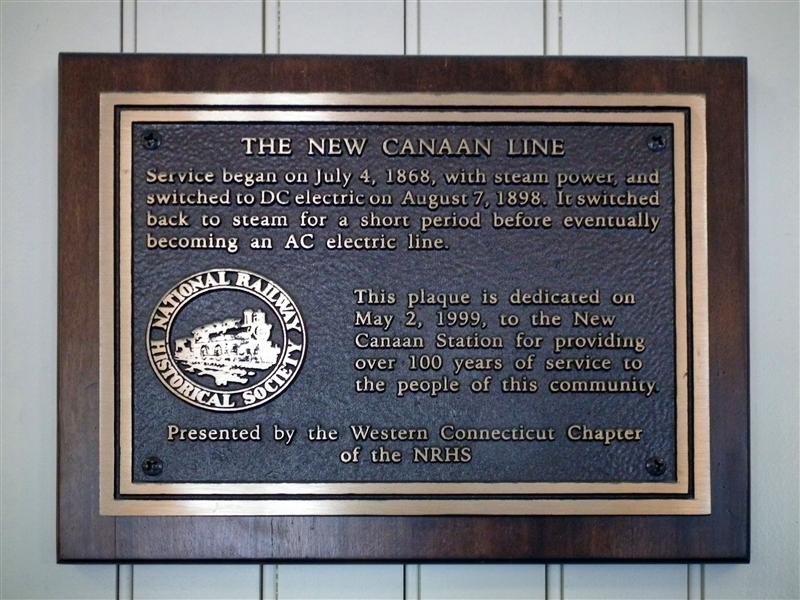 THE NEW CANAAN LINE
Service began on July 4, 1868, with steam power, and
switched to DC electric on August 7, 1898. It switched
back to steam for a short period before eventually
becoming an AC electric line.
NATIONAL RAILWAY
HISTORICAL SOCIETY
This plaque is dedicated on
May 2, 1999, to the New
Canaan Station for providing
over 100 years of service to
the people of this community.
Presented by the Western Connecticut Chapter
of the NRHS